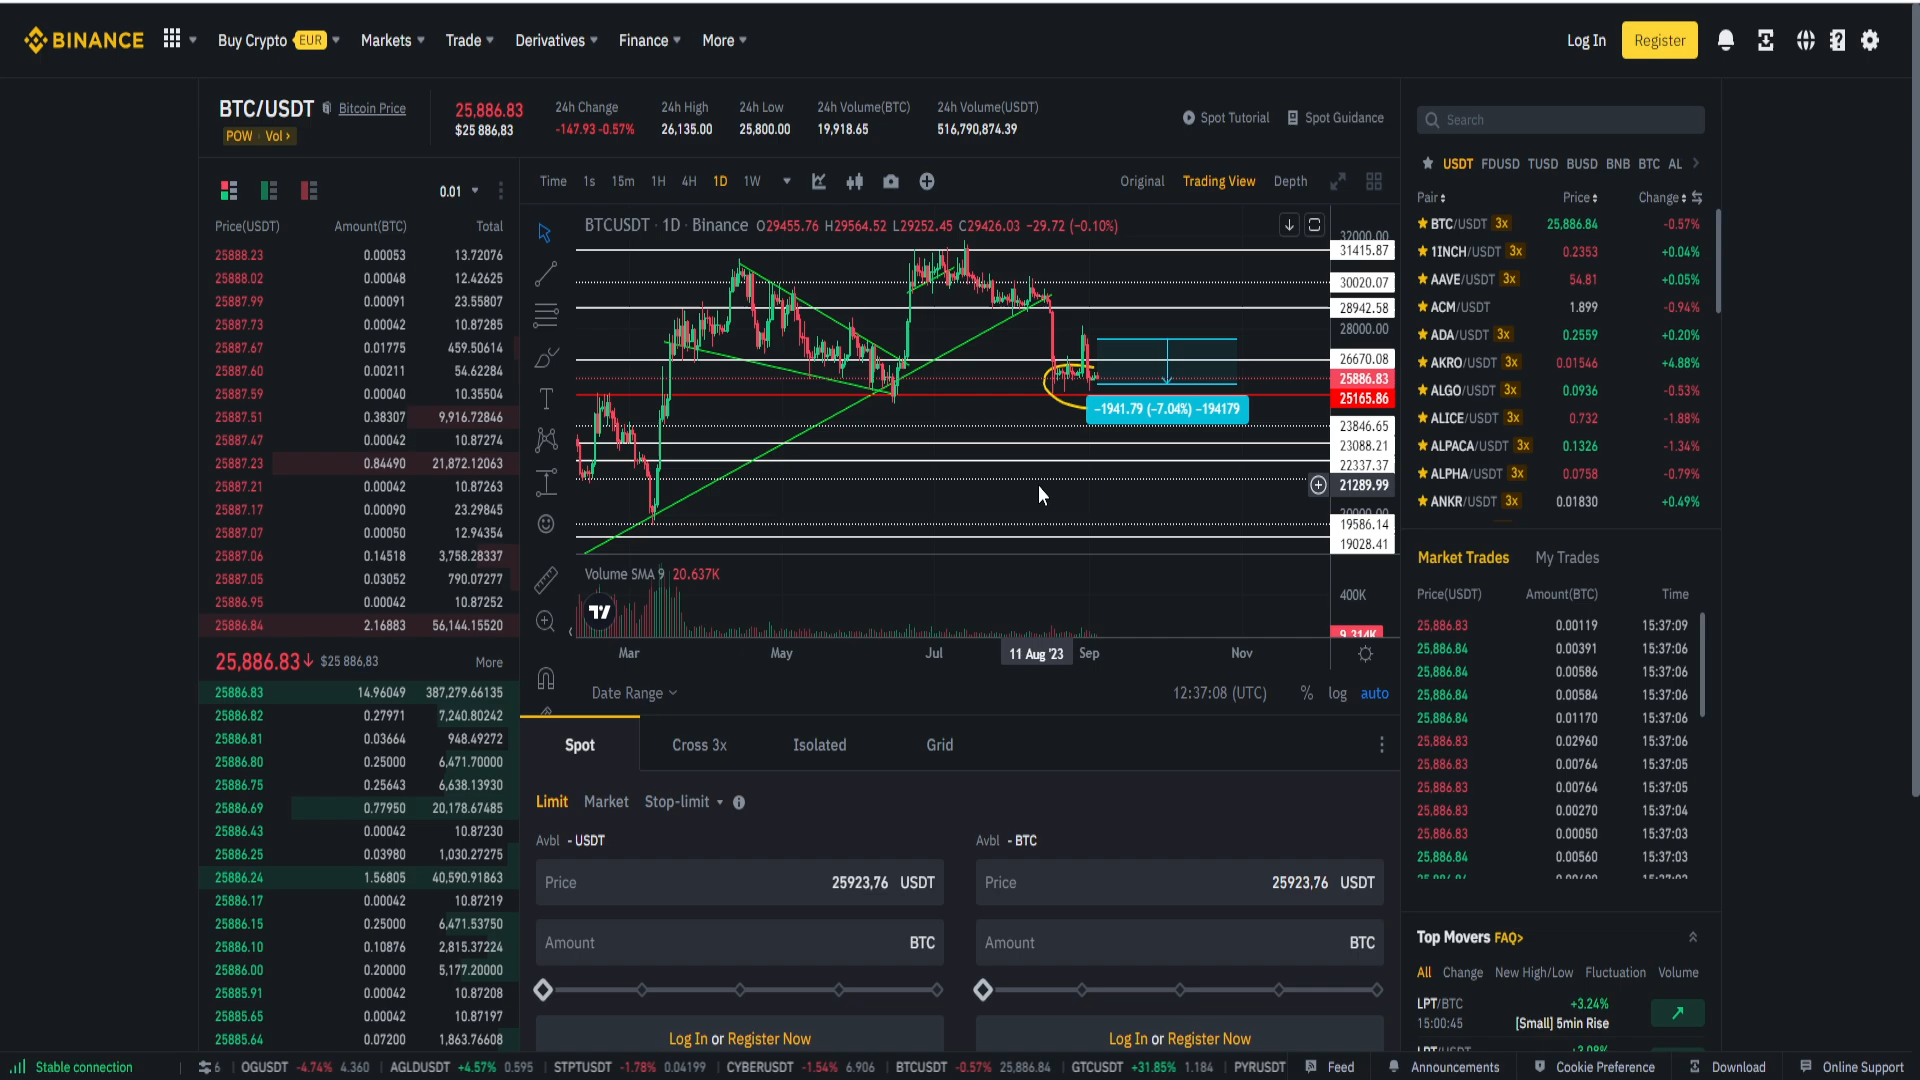 BINANCE Buy Crypto EUR Markets Trade Derivatives Finance More Log In Register
BTC/USDT Bitcoin Price
POW · Vol ›
25,886.83
$25 886,83
24h Change
-147.93 -0.57%
24h High
26,135.00
24h Low
25,800.00
24h Volume(BTC)
19,918.65
24h Volume(USDT)
516,790,874.39
Spot Tutorial Spot Guidance
0.01
Price(USDT) Amount(BTC) Total
25888.23 0.00053 13.72076
25888.02 0.00048 12.42625
25887.99 0.00091 23.55807
25887.73 0.00042 10.87285
25887.67 0.01775 459.50614
25887.60 0.00211 54.62284
25887.59 0.00040 10.35504
25887.51 0.38307 9,916.72846
25887.47 0.00042 10.87274
25887.23 0.84490 21,872.12063
25887.21 0.00042 10.87263
25887.17 0.00090 23.29845
25887.07 0.00050 12.94354
25887.06 0.14518 3,758.28337
25887.05 0.03052 790.07277
25886.95 0.00042 10.87252
25886.84 2.16883 56,144.15520
25,886.83 $25 886,83 More
25886.83 14.96049 387,279.66135
25886.82 0.27971 7,240.80242
25886.81 0.03664 948.49272
25886.80 0.25000 6,471.70000
25886.75 0.25643 6,638.13930
25886.69 0.77950 20,178.67485
25886.43 0.00042 10.87230
25886.25 0.03980 1,030.27275
25886.24 1.56805 40,590.91863
25886.17 0.00042 10.87219
25886.15 0.25000 6,471.53750
25886.10 0.10876 2,815.37224
25886.00 0.20000 5,177.20000
25885.91 0.00042 10.87208
25885.65 0.00042 10.87197
25885.64 0.07200 1,863.76608
Time 1s 15m 1H 4H 1D 1W Original Trading View Depth
BTCUSDT · 1D · Binance O29455.76 H29564.52 L29252.45 C29426.03 −29.72 (−0.10%)
32000.00
31415.87
30020.07
28942.58
28000.00
26670.08
25886.83
25165.86
−1941.79 (−7.04%) −194179
23846.65
23088.21
22337.37
21289.99
20000.00
19586.14
19028.41
Volume SMA 9 20.637K
400K
9.314K
Mar May Jul 11 Aug '23 Sep Nov
Date Range 12:37:08 (UTC) % log auto
Spot Cross 3x Isolated Grid
Limit Market Stop-limit
Avbl - USDT
Price 25923,76 USDT
Amount BTC
Log In or Register Now
Avbl - BTC
Price 25923,76 USDT
Amount BTC
Log In or Register Now
Search
USDT FDUSD TUSD BUSD BNB BTC AL
Pair Price Change
BTC/USDT 3x 25,886.84 -0.57%
1INCH/USDT 3x 0.2353 +0.04%
AAVE/USDT 3x 54.81 +0.05%
ACM/USDT 1.899 -0.94%
ADA/USDT 3x 0.2559 +0.20%
AKRO/USDT 3x 0.01546 +4.88%
ALGO/USDT 3x 0.0936 -0.53%
ALICE/USDT 3x 0.732 -1.88%
ALPACA/USDT 3x 0.1326 -1.34%
ALPHA/USDT 3x 0.0758 -0.79%
ANKR/USDT 3x 0.01830 +0.49%
Market Trades My Trades
Price(USDT) Amount(BTC) Time
25,886.83 0.00119 15:37:09
25,886.84 0.00391 15:37:06
25,886.84 0.00586 15:37:06
25,886.84 0.00584 15:37:06
25,886.84 0.01170 15:37:06
25,886.83 0.02960 15:37:06
25,886.83 0.00764 15:37:05
25,886.83 0.00764 15:37:05
25,886.83 0.00270 15:37:04
25,886.83 0.00050 15:37:03
25,886.84 0.00560 15:37:03
Top Movers FAQ>
All Change New High/Low Fluctuation Volume
LPT/BTC +3.24%
15:00:45 [Small] 5min Rise
LPT/USDT +3.08%
Stable connection 6 OGUSDT -4.74% 4.360 AGLDUSDT +4.57% 0.595 STPTUSDT -1.78% 0.04199 CYBERUSDT -1.54% 6.906 BTCUSDT -0.57% 25,886.84 GTCUSDT +31.85% 1.184 PYRUSDT Feed Announcements Cookie Preference Download Online Support